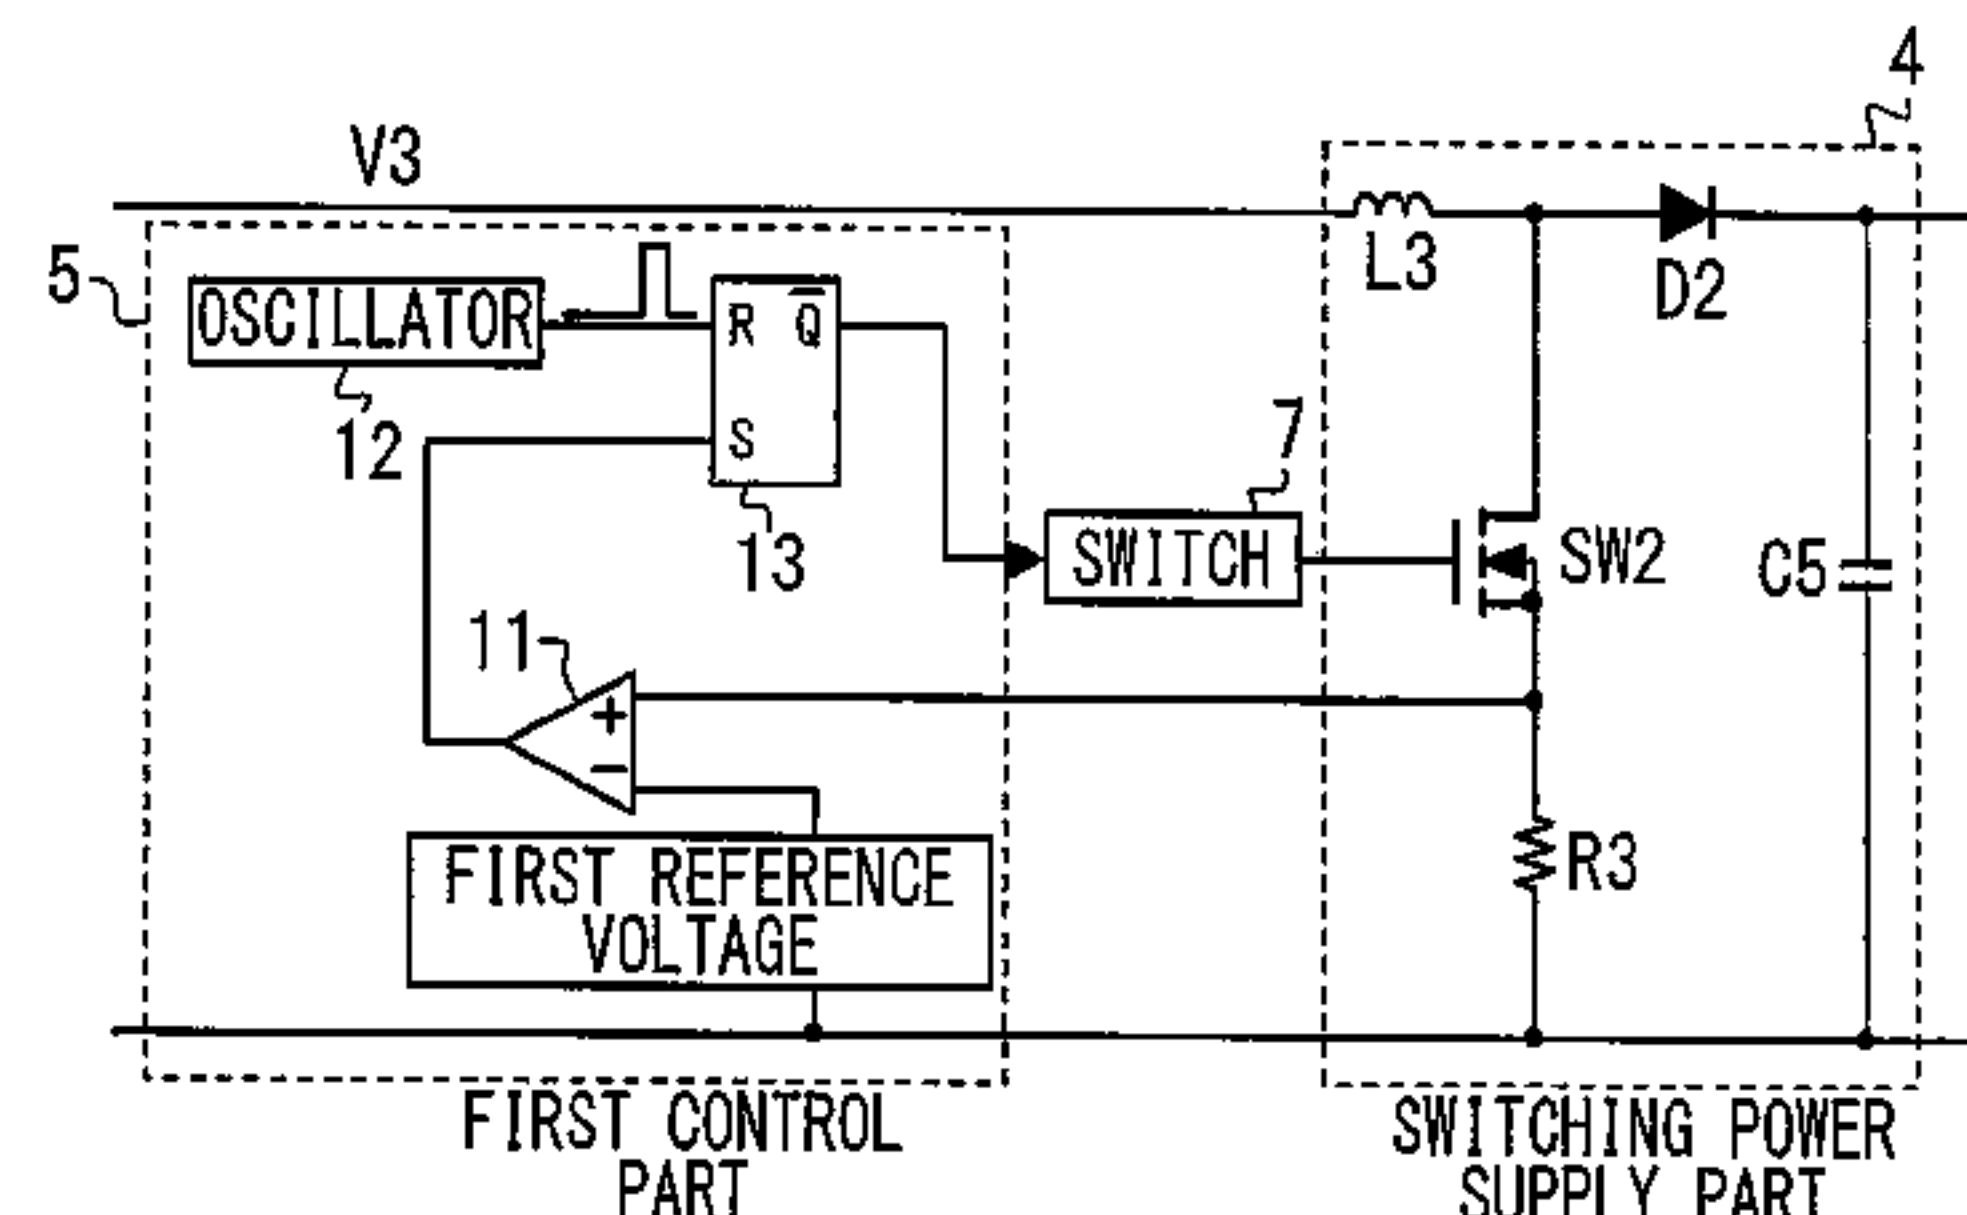 4
V3
5
OSCILLATOR
R Q̅
S
12
13
L3
D2
7
SWITCH
SW2
C5
11
+
−
FIRST REFERENCE
VOLTAGE
R3
FIRST CONTROL
PART
SWITCHING POWER
SUPPLY PART